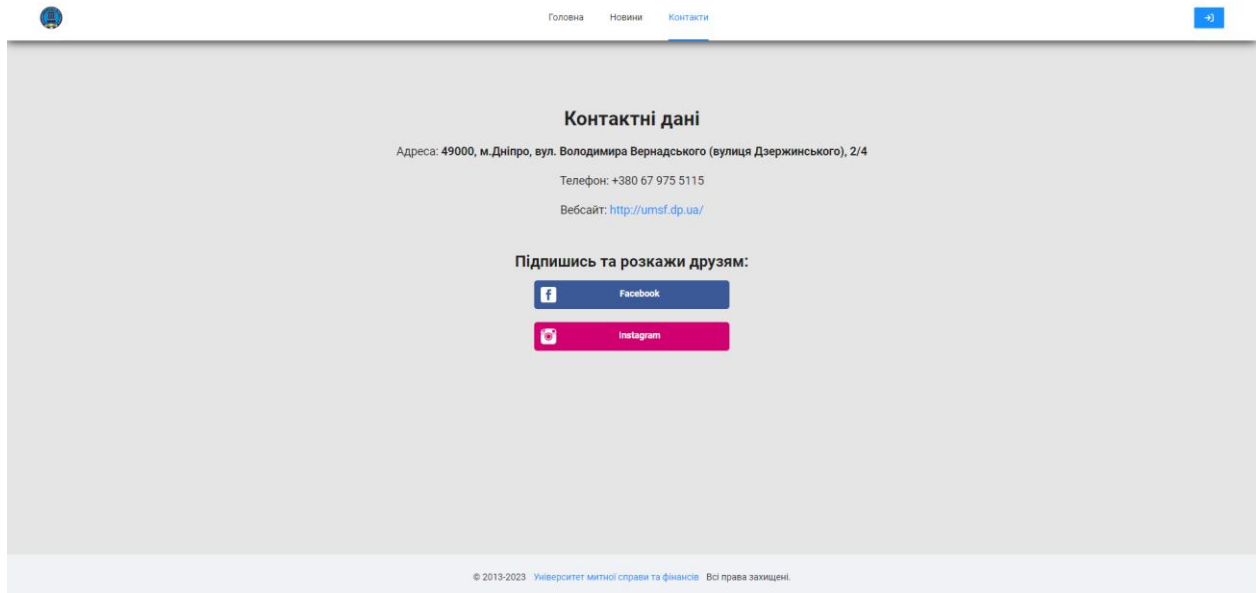 Головна Новини Контакти
Контактні дані
Адреса: 49000, м.Дніпро, вул. Володимира Вернадського (вулиця Дзержинського), 2/4
Телефон: +380 67 975 5115
Вебсайт: http://umsf.dp.ua/
Підпишись та розкажи друзям:
Facebook
Instagram
© 2013-2023 Університет митної справи та фінансів Всі права захищені.